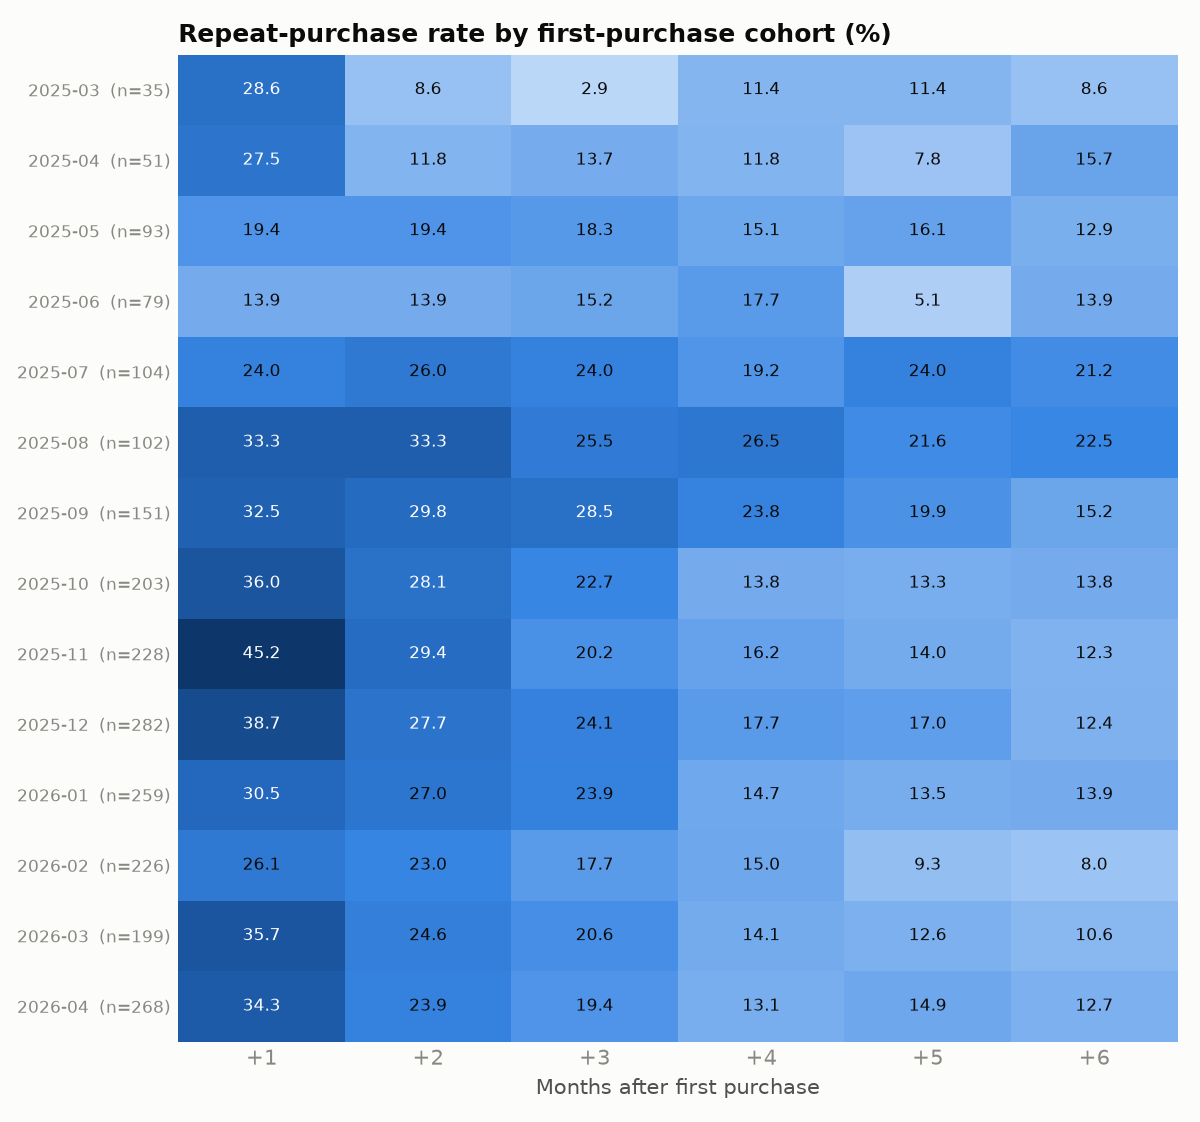 Repeat-purchase rate by first-purchase cohort (%)
2025-03 (n=35) 28.6 8.6 2.9 11.4 11.4 8.6
2025-04 (n=51) 27.5 11.8 13.7 11.8 7.8 15.7
2025-05 (n=93) 19.4 19.4 18.3 15.1 16.1 12.9
2025-06 (n=79) 13.9 13.9 15.2 17.7 5.1 13.9
2025-07 (n=104) 24.0 26.0 24.0 19.2 24.0 21.2
2025-08 (n=102) 33.3 33.3 25.5 26.5 21.6 22.5
2025-09 (n=151) 32.5 29.8 28.5 23.8 19.9 15.2
2025-10 (n=203) 36.0 28.1 22.7 13.8 13.3 13.8
2025-11 (n=228) 45.2 29.4 20.2 16.2 14.0 12.3
2025-12 (n=282) 38.7 27.7 24.1 17.7 17.0 12.4
2026-01 (n=259) 30.5 27.0 23.9 14.7 13.5 13.9
2026-02 (n=226) 26.1 23.0 17.7 15.0 9.3 8.0
2026-03 (n=199) 35.7 24.6 20.6 14.1 12.6 10.6
2026-04 (n=268) 34.3 23.9 19.4 13.1 14.9 12.7
+1 +2 +3 +4 +5 +6
Months after first purchase